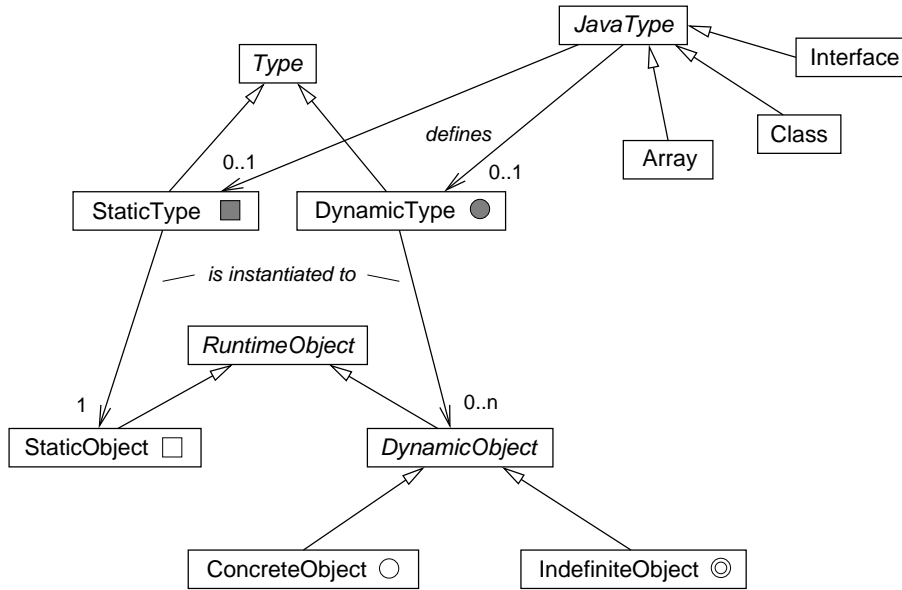 JavaType
Type
Interface
defines
Class
Array
0..1
0..1
StaticType
DynamicType
is instantiated to
RuntimeObject
1
0..n
StaticObject
DynamicObject
ConcreteObject
IndefiniteObject